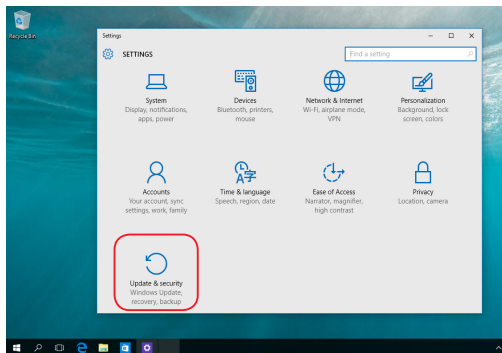 Recycle Bin
Settings
SETTINGS
Find a setting
System
Display, notifications,
apps, power
Devices
Bluetooth, printers,
mouse
Network & Internet
Wi-Fi, airplane mode,
VPN
Personalization
Background, lock
screen, colors
Accounts
Your account, sync
settings, work, family
Time & language
Speech, region, date
Ease of Access
Narrator, magnifier,
high contrast
Privacy
Location, camera
Update & security
Windows Update,
recovery, backup